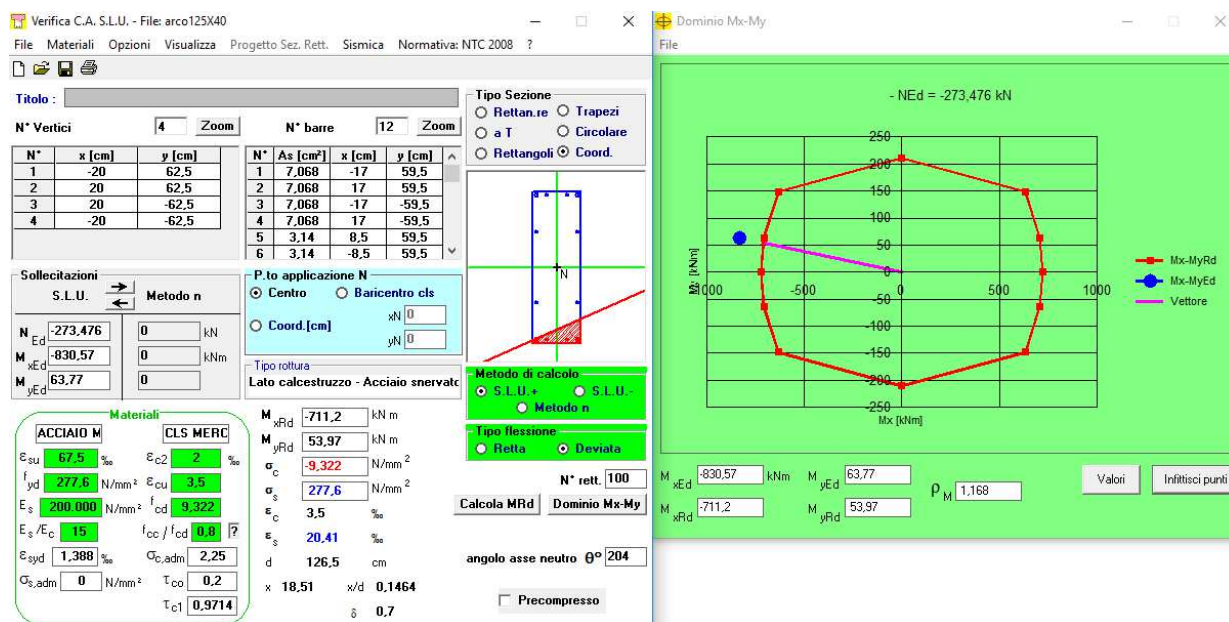 Verifica C.A. S.L.U. - File: arco125X40
File Materiali Opzioni Visualizza Progetto Sez. Rett. Sismica Normativa: NTC 2008 ?
Titolo :
N° Vertici 4 Zoom N° barre 12 Zoom
N° x [cm] y [cm]
1 -20 62,5
2 20 62,5
3 20 -62,5
4 -20 -62,5
N° As [cm²] x [cm] y [cm]
1 7,068 -17 59,5
2 7,068 17 59,5
3 7,068 -17 -59,5
4 7,068 17 -59,5
5 3,14 8,5 59,5
6 3,14 -8,5 59,5
Tipo Sezione
Rettan.re Trapezi
a T Circolare
Rettangoli Coord.
N
Sollecitazioni
S.L.U. Metodo n
N Ed -273,476 0 kN
M xEd -830,57 0 kNm
M yEd 63,77 0
P.to applicazione N
Centro Baricentro cls
Coord.[cm] xN 0
yN 0
Tipo rottura
Lato calcestruzzo - Acciaio snervato
Metodo di calcolo
S.L.U.+ S.L.U.-
Metodo n
Tipo flessione
Retta Deviata
Materiali
ACCIAIO M CLS MERC
εsu 67,5 ‰ εc2 2 ‰
fyd 277,6 N/mm² εcu 3,5
Es 200.000 N/mm² fcd 9,322
Es/Ec 15 fcc / fcd 0,8 ?
εsyd 1,388 ‰ σc,adm 2,25
σs,adm 0 N/mm² τco 0,2
τc1 0,9714
M xRd -711,2 kN m
M yRd 53,97 kN m
σc -9,322 N/mm²
σs 277,6 N/mm²
εc 3,5 ‰
εs 20,41 ‰
d 126,5 cm
x 18,51 x/d 0,1464
δ 0,7
N° rett. 100
Calcola MRd Dominio Mx-My
angolo asse neutro θ° 204
Precompresso
Dominio Mx-My
File
- NEd = -273,476 kN
250
200
150
100
50
0
-50
-100
-150
-200
-250
-1000 -500 0 500 1000
Mx [kNm]
Mx-MyRd
Mx-MyEd
Vettore
M xEd -830,57 kNm M yEd 63,77
M xRd -711,2 M yRd 53,97
ρM 1,168
Valori Infittisci punti